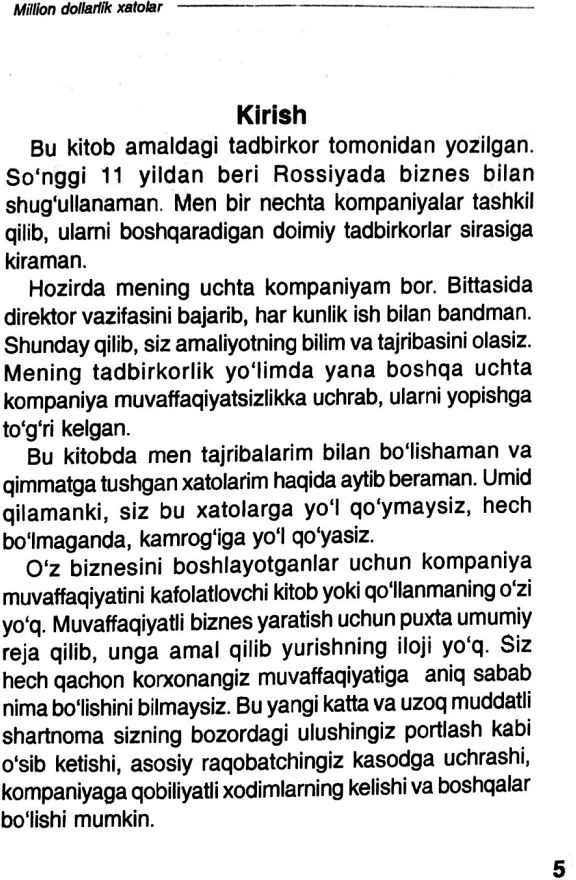 Million dollarlik xatolar
Kirish
Bu kitob amaldagi tadbirkor tomonidan yozilgan.
So‘nggi 11 yildan beri Rossiyada biznes bilan
shug‘ullanaman. Men bir nechta kompaniyalar tashkil
qilib, ularni boshqaradigan doimiy tadbirkorlar sirasiga
kiraman.
Hozirda mening uchta kompaniyam bor. Bittasida
direktor vazifasini bajarib, har kunlik ish bilan bandman.
Shunday qilib, siz amaliyotning bilim va tajribasini olasiz.
Mening tadbirkorlik yo‘limda yana boshqa uchta
kompaniya muvaffaqiyatsizlikka uchrab, ularni yopishga
to‘g‘ri kelgan.
Bu kitobda men tajribalarim bilan bo‘lishaman va
qimmatga tushgan xatolarim haqida aytib beraman. Umid
qilamanki, siz bu xatolarga yo‘l qo‘ymaysiz, hech
bo‘lmaganda, kamrog‘iga yo‘l qo‘yasiz.
O‘z biznesini boshlayotganlar uchun kompaniya
muvaffaqiyatini kafolatlovchi kitob yoki qo‘llanmaning o‘zi
yo‘q. Muvaffaqiyatli biznes yaratish uchun puxta umumiy
reja qilib, unga amal qilib yurishning iloji yo‘q. Siz
hech qachon korxonangiz muvaffaqiyatiga aniq sabab
nima bo‘lishini bilmaysiz. Bu yangi katta va uzoq muddatli
shartnoma sizning bozordagi ulushingiz portlash kabi
o‘sib ketishi, asosiy raqobatchingiz kasodga uchrashi,
kompaniyaga qobiliyatli xodimlarning kelishi va boshqalar
bo‘lishi mumkin.
5